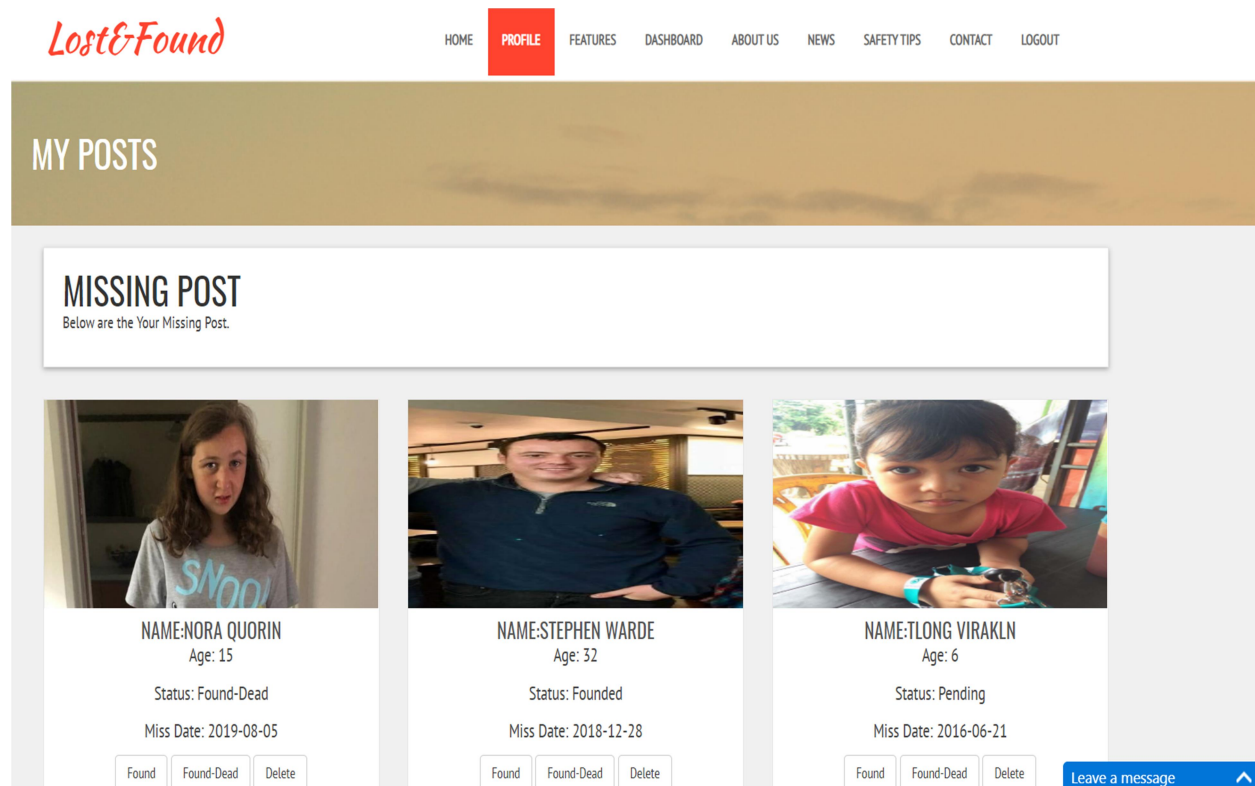 Lost&Found
HOME PROFILE FEATURES DASHBOARD ABOUT US NEWS SAFETY TIPS CONTACT LOGOUT
MY POSTS
MISSING POST
Below are the Your Missing Post.
SNOO
NAME:NORA QUORIN
Age: 15
Status: Found-Dead
Miss Date: 2019-08-05
Found Found-Dead Delete
NAME:STEPHEN WARDE
Age: 32
Status: Founded
Miss Date: 2018-12-28
Found Found-Dead Delete
NAME:TLONG VIRAKLN
Age: 6
Status: Pending
Miss Date: 2016-06-21
Found Found-Dead Delete
Leave a message